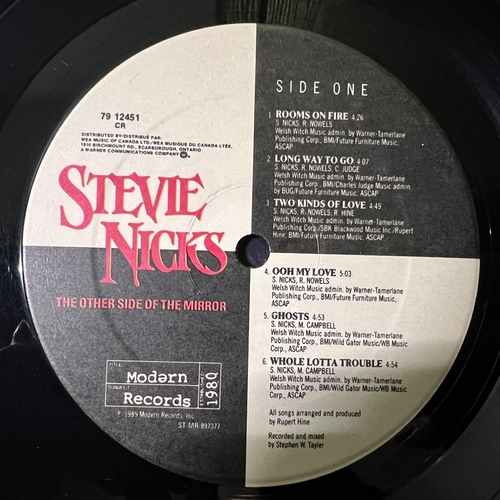 79 12451
CR
DISTRIBUTED BY-DISTRIBUÉ PAR:
WEA MUSIC OF CANADA LTD./WEA MUSIQUE DU CANADA LTÉE,
1810 BIRCHMOUNT RD., SCARBOROUGH, ONTARIO
A WARNER COMMUNICATIONS COMPANY
STEVIE
NICKS
THE OTHER SIDE OF THE MIRROR
Modərn
Records
1980
℗ 1989 Modern Records, Inc.
ST-MR-897377
SIDE ONE
1 ROOMS ON FIRE 4:26
S. NICKS, R. NOWELS
Welsh Witch Music admin. by Warner-Tamerlane
Publishing Corp., BMI/Future Furniture Music,
ASCAP
2. LONG WAY TO GO 4:07
S. NICKS, R. NOWELS, C. JUDGE
Welsh Witch Music admin. by Warner-Tamerlane
Publishing Corp., BMI/Charles Judge Music admin.
by BUG/Future Furniture Music, ASCAP
3 TWO KINDS OF LOVE 4:49
S. NICKS, R. NOWELS, R. HINE
Welsh Witch Music admin. by Warner-Tamerlane
Publishing Corp./SBK Blackwood Music Inc./Rupert
Hine, BMI/Future Furniture Music, ASCAP
4. OOH MY LOVE 5:03
S. NICKS, R. NOWELS
Welsh Witch Music admin. by Warner-Tamerlane
Publishing Corp., BMI/Future Furniture Music,
ASCAP
5. GHOSTS 4:53
S. NICKS, M. CAMPBELL
Welsh Witch Music admin. by Warner-Tamerlane
Publishing Corp., BMI/Wild Gator Music/WB Music
Corp., ASCAP
6. WHOLE LOTTA TROUBLE 4:54
S. NICKS, M. CAMPBELL
Welsh Witch Music admin. by Warner-Tamerlane
Publishing Corp., BMI/Wild Gator Music/WB Music
Corp., ASCAP
All songs arranged and produced by
Rupert Hine
Recorded and mixed
by Stephen W. Tayler